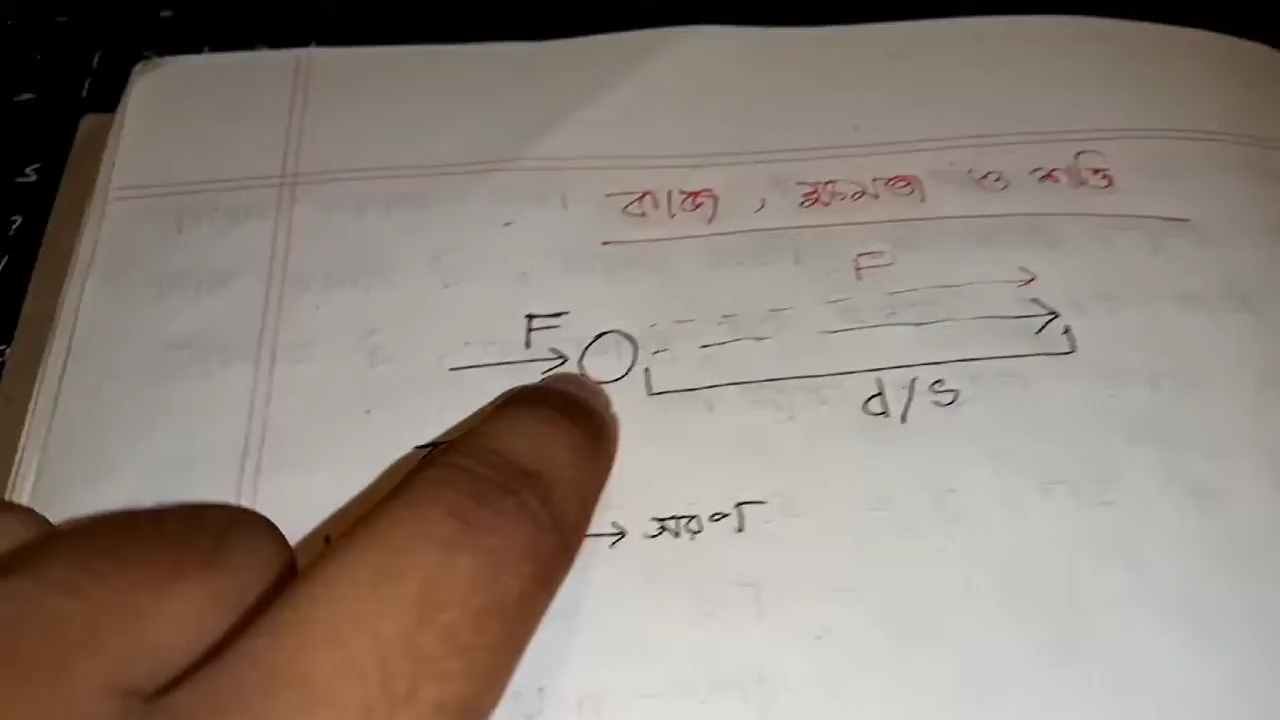 কাজ, ক্ষমতা ও শক্তি
F
F
d/s
→ সরণ